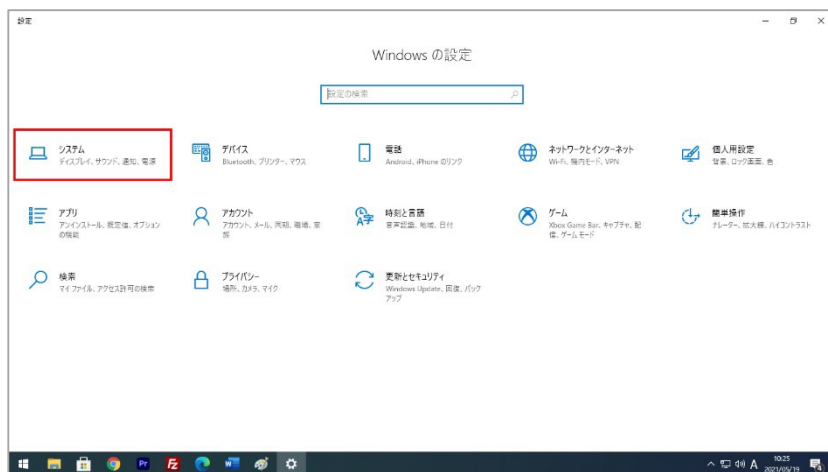 設定
Windows の設定
設定の検索
システム
ディスプレイ、サウンド、通知、電源
デバイス
Bluetooth、プリンター、マウス
電話
Android、iPhone のリンク
ネットワークとインターネット
Wi-Fi、機内モード、VPN
個人用設定
背景、ロック画面、色
アプリ
アンインストール、既定値、オプション
の機能
アカウント
アカウント、メール、同期、職場、家
族
時刻と言語
音声認識、地域、日付
ゲーム
Xbox Game Bar、キャプチャ、配
信、ゲーム モード
簡単操作
ナレーター、拡大鏡、ハイコントラスト
検索
マイ ファイル、アクセス許可の検索
プライバシー
場所、カメラ、マイク
更新とセキュリティ
Windows Update、回復、バック
アップ
Pr
Fz
W
A
10:25
2021/05/19
4